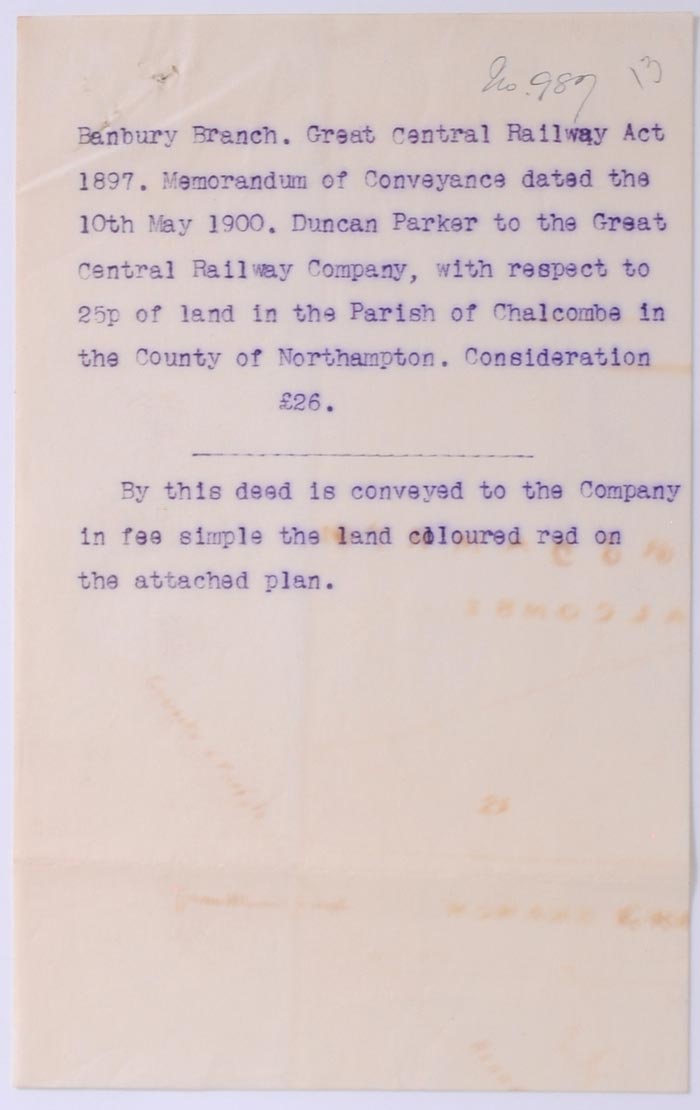 No. 987 13
Banbury Branch. Great Central Railway Act
1897. Memorandum of Conveyance dated the
10th May 1900. Duncan Parker to the Great
Central Railway Company, with respect to
25p of land in the Parish of Chalcombe in
the County of Northampton. Consideration
£26.
By this deed is conveyed to the Company
in fee simple the land coloured red on
the attached plan.